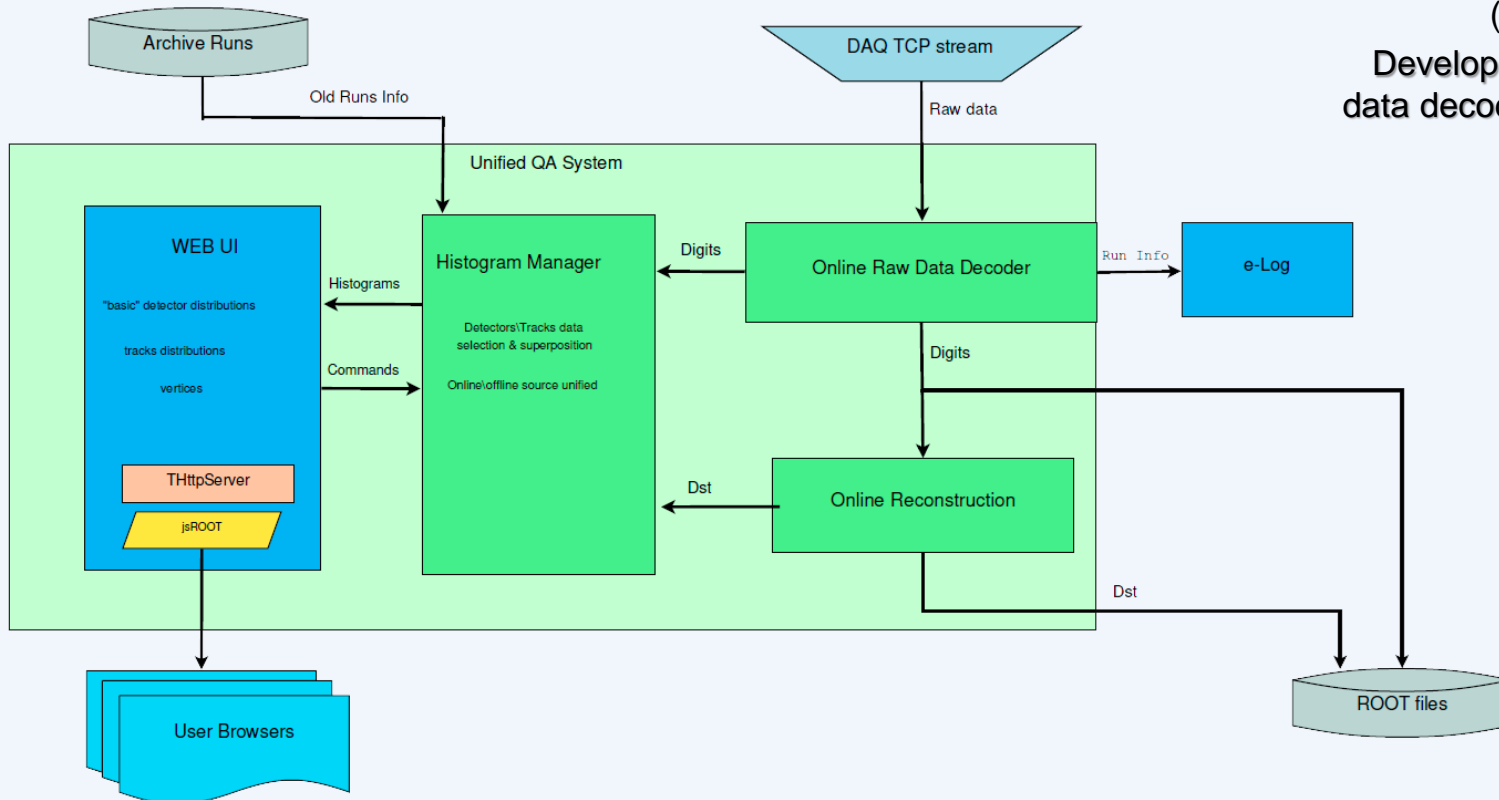 (
Develop
data decod
Archive Runs
DAQ TCP stream
Old Runs Info
Raw data
Unified QA System
WEB UI
"basic" detector distributions
tracks distributions
vertices
THttpServer
jsROOT
Histograms
Commands
Histogram Manager
Detectors\Tracks data
selection & superposition
Online\offline source unified
Digits
Online Raw Data Decoder
Run Info
e-Log
Digits
Dst
Online Reconstruction
Dst
User Browsers
ROOT files